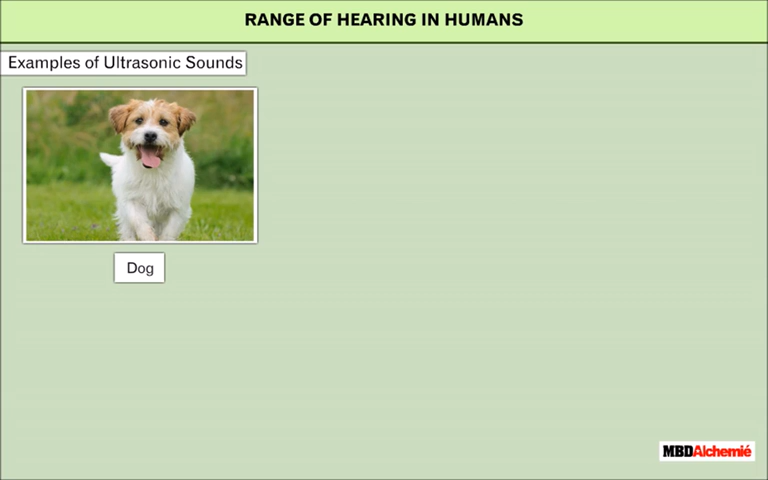 RANGE OF HEARING IN HUMANS
Examples of Ultrasonic Sounds
Dog
MBDAlchemié